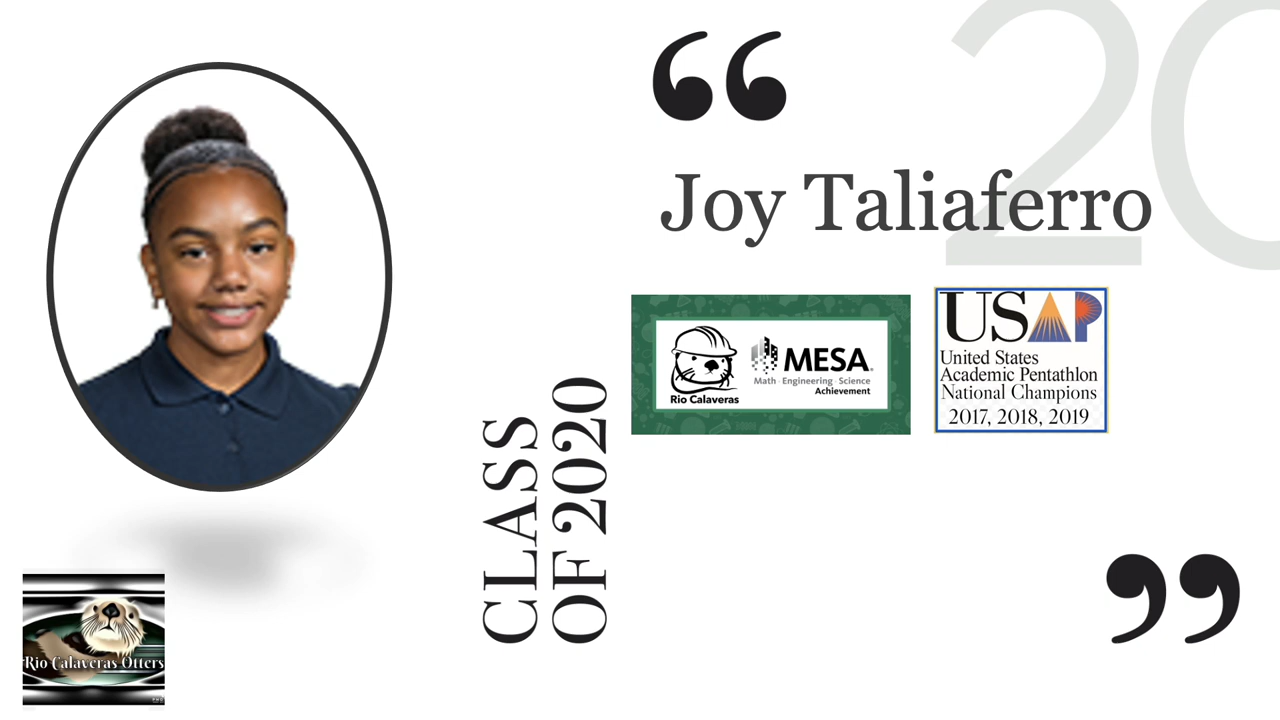 20
“
Joy Taliaferro
Rio Calaveras
MESA
Math · Engineering · Science
Achievement
USAP
United States
Academic Pentathlon
National Champions
2017, 2018, 2019
CLASS
OF 2020
”
Rio Calaveras Otters